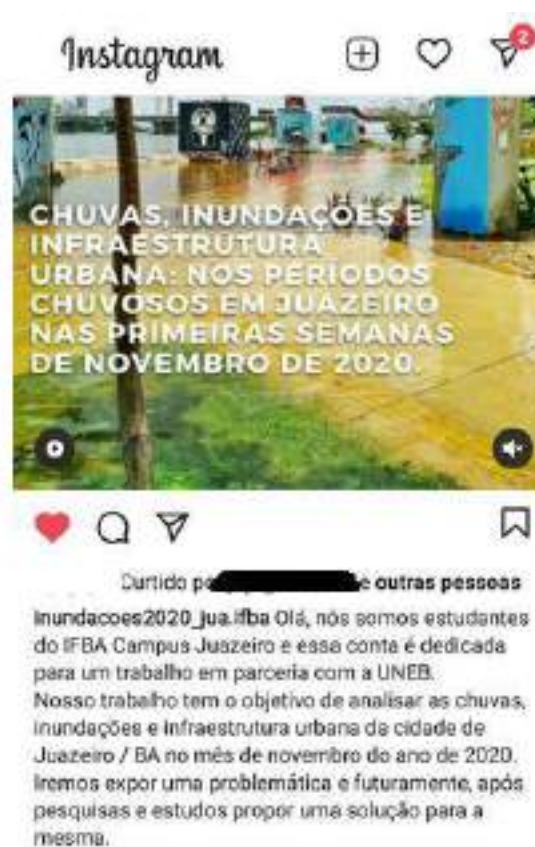 Instagram
2
CHUVAS, INUNDAÇÕES E
INFRAESTRUTURA
URBANA: NOS PERÍODOS
CHUVOSOS EM JUAZEIRO
NAS PRIMEIRAS SEMANAS
DE NOVEMBRO DE 2020.
Curtido e outras pessoas
inundacoes2020_jua.ifba Olá, nós somos estudantes
do IFBA Campus Juazeiro e essa conta é dedicada
para um trabalho em parceria com a UNEB.
Nosso trabalho tem o objetivo de analisar as chuvas,
inundações e infraestrutura urbana da cidade de
Juazeiro / BA no mês de novembro do ano de 2020.
Iremos expor uma problemática e futuramente, após
pesquisas e estudos propor uma solução para a
mesma.